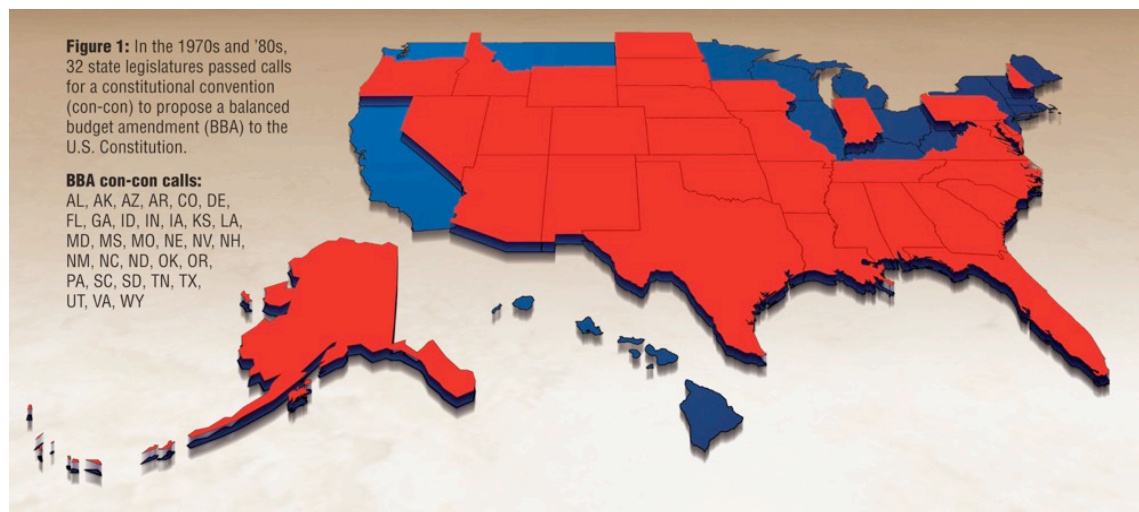 Figure 1: In the 1970s and ’80s,
32 state legislatures passed calls
for a constitutional convention
(con-con) to propose a balanced
budget amendment (BBA) to the
U.S. Constitution.
BBA con-con calls:
AL, AK, AZ, AR, CO, DE,
FL, GA, ID, IN, IA, KS, LA,
MD, MS, MO, NE, NV, NH,
NM, NC, ND, OK, OR,
PA, SC, SD, TN, TX,
UT, VA, WY